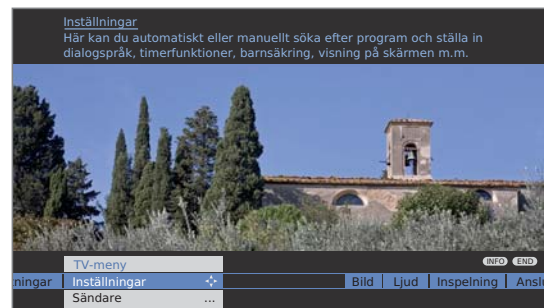 Inställningar
Här kan du automatiskt eller manuellt söka efter program och ställa in
dialogspråk, timerfunktioner, barnsäkring, visning på skärmen m.m.
INFO END
TV-meny
ningar Inställningar Bild Ljud Inspelning Anslu
Sändare ...